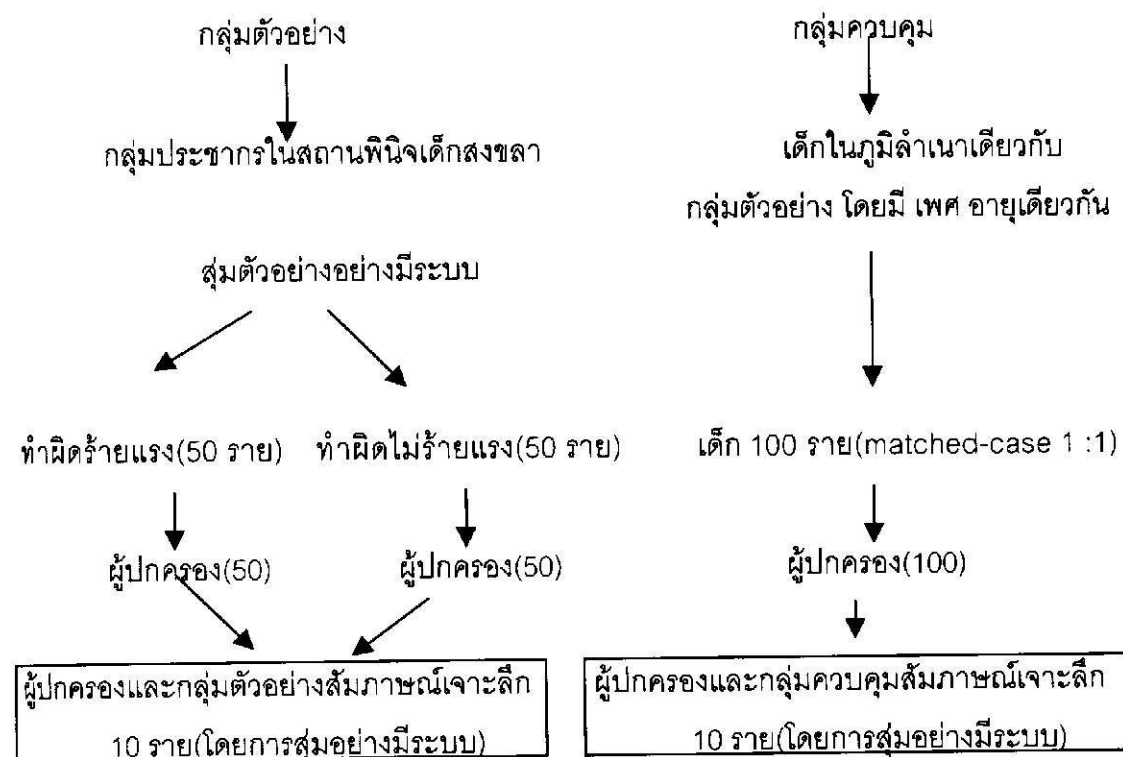 กลุ่มตัวอย่าง
กลุ่มควบคุม
กลุ่มประชากรในสถานพินิจเด็กสงขลา
เด็กในภูมิลำเนาเดียวกับ
กลุ่มตัวอย่าง โดยมี เพศ อายุเดียวกัน
สุ่มตัวอย่างอย่างมีระบบ
ทำผิดร้ายแรง(50 ราย)
ทำผิดไม่ร้ายแรง(50 ราย)
เด็ก 100 ราย(matched-case 1 :1)
ผู้ปกครอง(50)
ผู้ปกครอง(50)
ผู้ปกครอง(100)
ผู้ปกครองและกลุ่มตัวอย่างสัมภาษณ์เจาะลึก
10 ราย(โดยการสุ่มอย่างมีระบบ)
ผู้ปกครองและกลุ่มควบคุมสัมภาษณ์เจาะลึก
10 ราย(โดยการสุ่มอย่างมีระบบ)